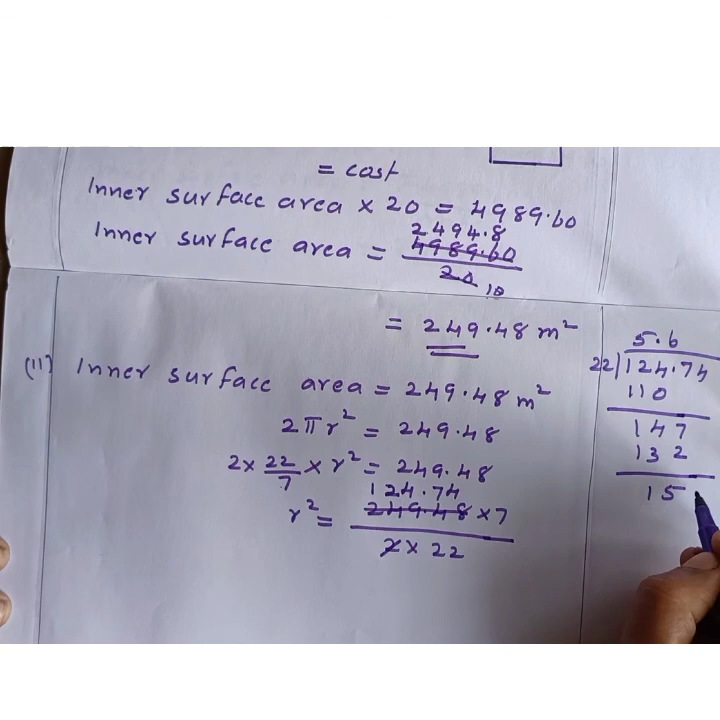 = cost
Inner surface area × 20 = 4989.60
2494.8
Inner surface area = 4989.60
20 10
= 249.48 m²
(11) Inner surface area = 249.48 m²
2πr² = 249.48
2 × 22/7 × r² = 249.48
124.74
r² = 249.48 × 7
2 × 22
5.6
22)124.74
110
147
132
15